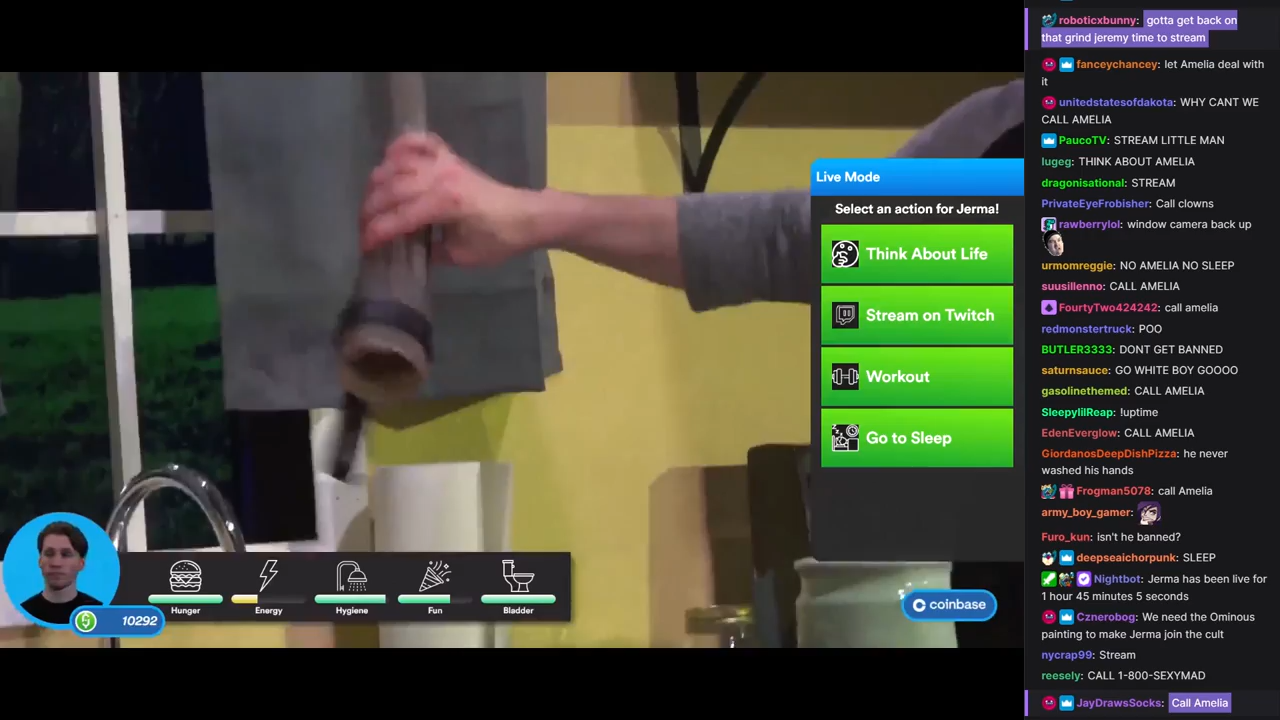 Live Mode
Select an action for Jerma!
Think About Life
Stream on Twitch
Workout
Go to Sleep
Hunger
Energy
Hygiene
Fun
Bladder
10292
coinbase
roboticxbunny: gotta get back on
that grind jeremy time to stream
fanceychancey: let Amelia deal with
it
unitedstatesofdakota: WHY CANT WE
CALL AMELIA
PaucoTV: STREAM LITTLE MAN
lugeg: THINK ABOUT AMELIA
dragonisational: STREAM
PrivateEyeFrobisher: Call clowns
rawberrylol: window camera back up
urmomreggie: NO AMELIA NO SLEEP
suusillenno: CALL AMELIA
FourtyTwo424242: call amelia
redmonstertruck: POO
BUTLER3333: DONT GET BANNED
saturnsauce: GO WHITE BOY GOOOO
gasolinethemed: CALL AMELIA
SleepylilReap: !uptime
EdenEverglow: CALL AMELIA
GiordanosDeepDishPizza: he never
washed his hands
Frogman5078: call Amelia
army_boy_gamer:
Furo_kun: isn't he banned?
deepseaichorpunk: SLEEP
Nightbot: Jerma has been live for
1 hour 45 minutes 5 seconds
Cznerobog: We need the Ominous
painting to make Jerma join the cult
nycrap99: Stream
reesely: CALL 1-800-SEXYMAD
JayDrawsSocks: Call Amelia